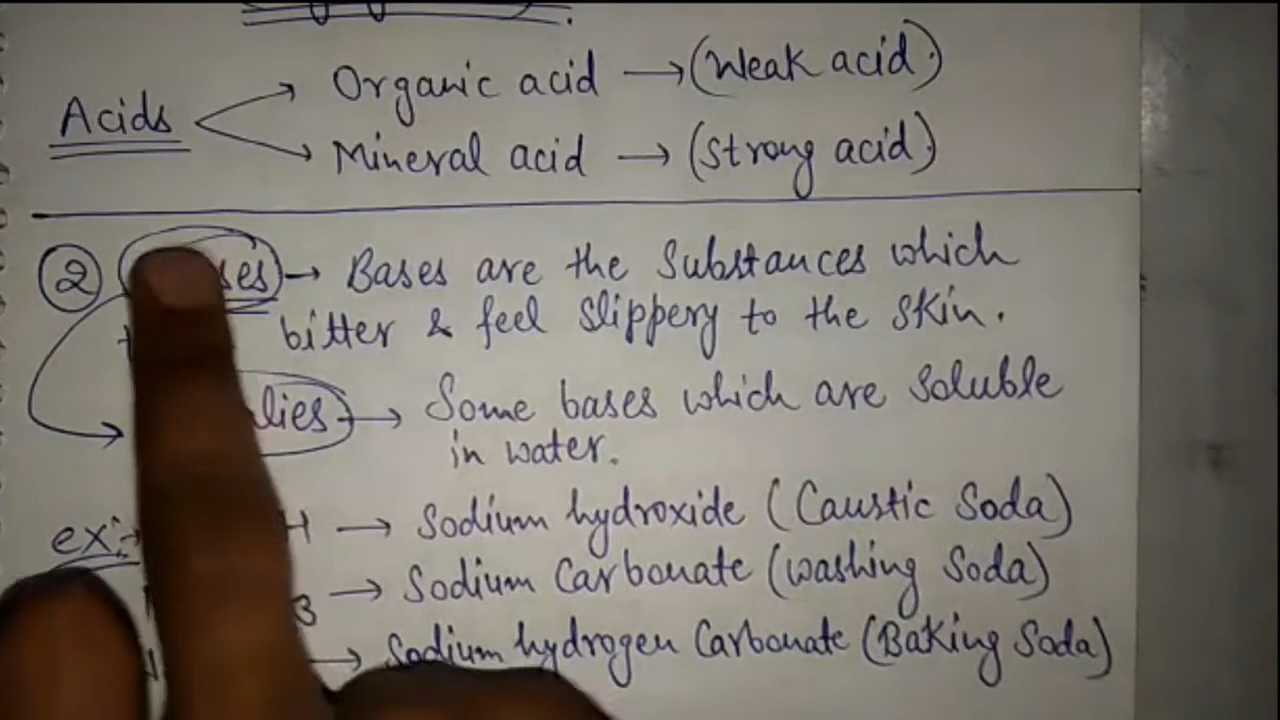 Organic acid → (Weak acid)
Acids
Mineral acid → (Strong acid)
② → Bases are the Substances which
bitter & feel slippery to the skin.
→ Some bases which are soluble
in water.
ex:- → Sodium hydroxide (Caustic Soda)
→ Sodium Carbonate (washing Soda)
→ Sodium hydrogen Carbonate (Baking Soda)